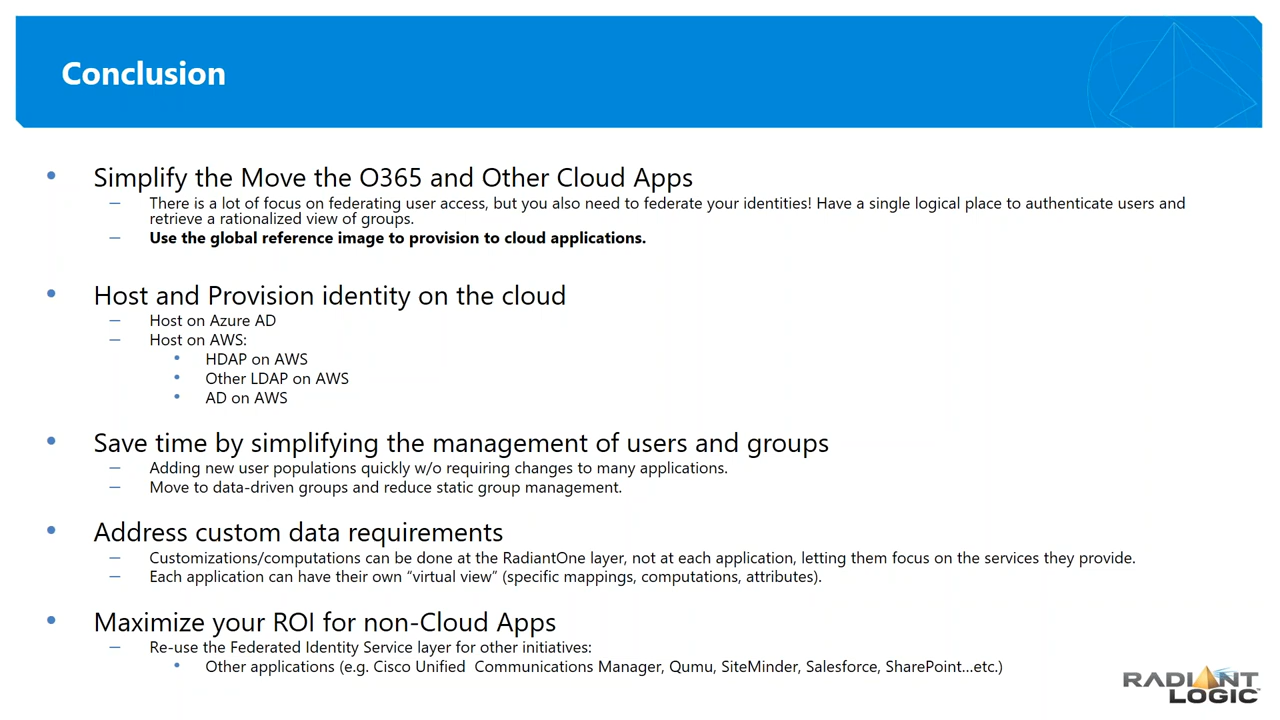 Conclusion
• Simplify the Move the O365 and Other Cloud Apps
– There is a lot of focus on federating user access, but you also need to federate your identities! Have a single logical place to authenticate users and
retrieve a rationalized view of groups.
– Use the global reference image to provision to cloud applications.
• Host and Provision identity on the cloud
– Host on Azure AD
– Host on AWS:
• HDAP on AWS
• Other LDAP on AWS
• AD on AWS
• Save time by simplifying the management of users and groups
– Adding new user populations quickly w/o requiring changes to many applications.
– Move to data-driven groups and reduce static group management.
• Address custom data requirements
– Customizations/computations can be done at the RadiantOne layer, not at each application, letting them focus on the services they provide.
– Each application can have their own “virtual view” (specific mappings, computations, attributes).
• Maximize your ROI for non-Cloud Apps
– Re-use the Federated Identity Service layer for other initiatives:
• Other applications (e.g. Cisco Unified  Communications Manager, Qumu, SiteMinder, Salesforce, SharePoint...etc.)
RADIANT
LOGIC